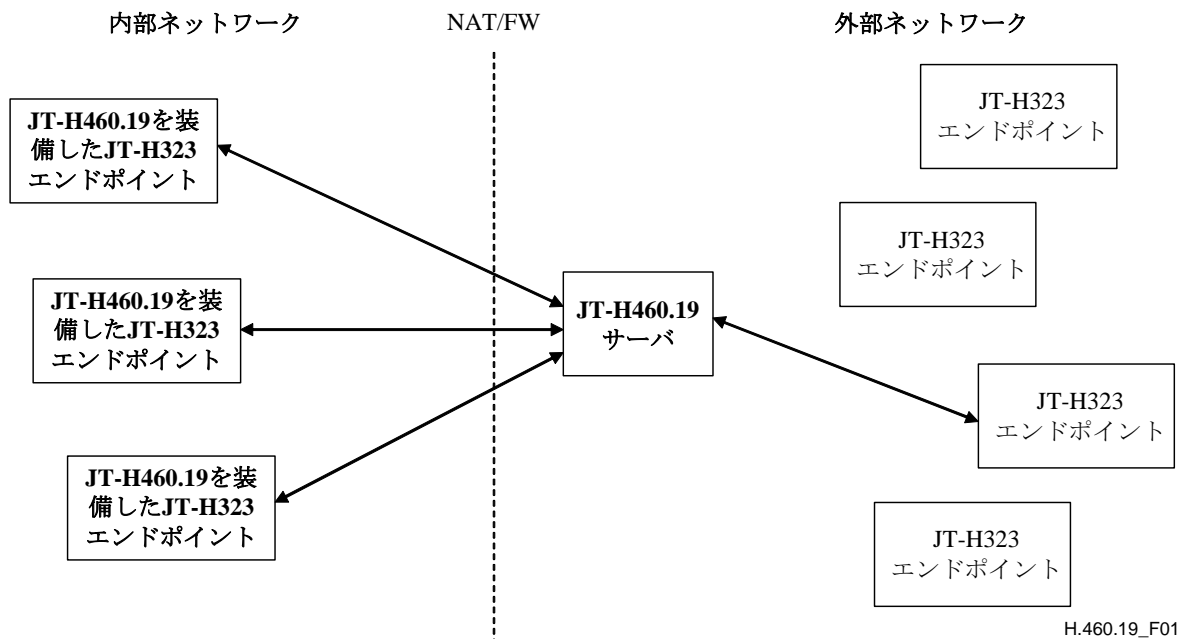 内部ネットワーク
NAT/FW
外部ネットワーク
JT-H460.19を装
備したJT-H323
エンドポイント
JT-H323
エンドポイント
JT-H323
エンドポイント
JT-H460.19を装
備したJT-H323
エンドポイント
JT-H460.19
サーバ
JT-H323
エンドポイント
JT-H460.19を装
備したJT-H323
エンドポイント
JT-H323
エンドポイント
H.460.19_F01